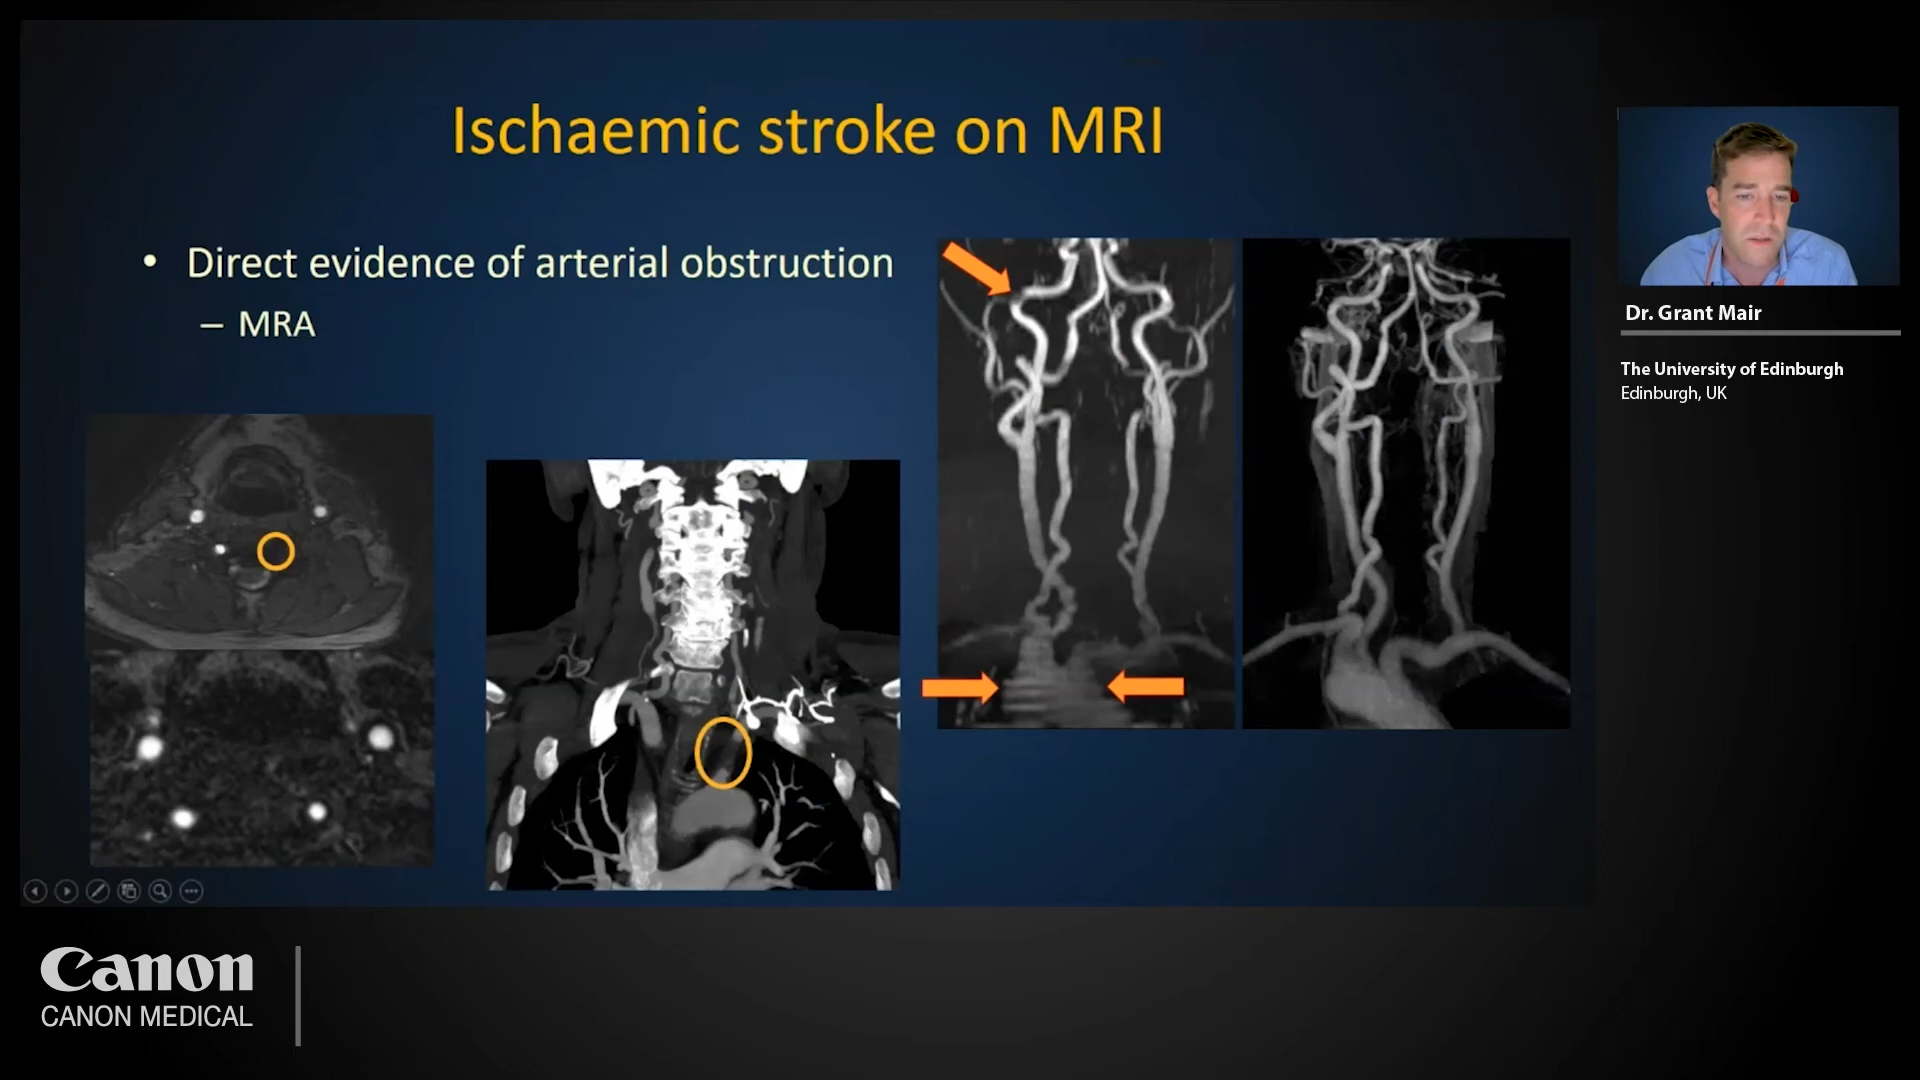 Ischaemic stroke on MRI
• Direct evidence of arterial obstruction
– MRA
Dr. Grant Mair
The University of Edinburgh
Edinburgh, UK
Canon
CANON MEDICAL